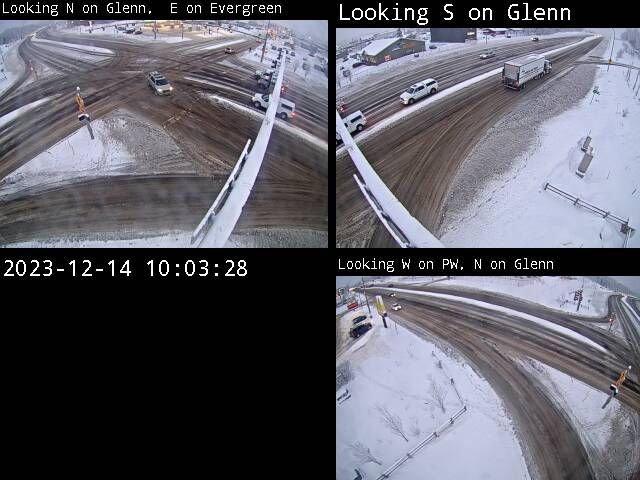 Looking N on Glenn,  E on Evergreen
Looking S on Glenn
2023-12-14 10:03:28
Looking W on PW, N on Glenn